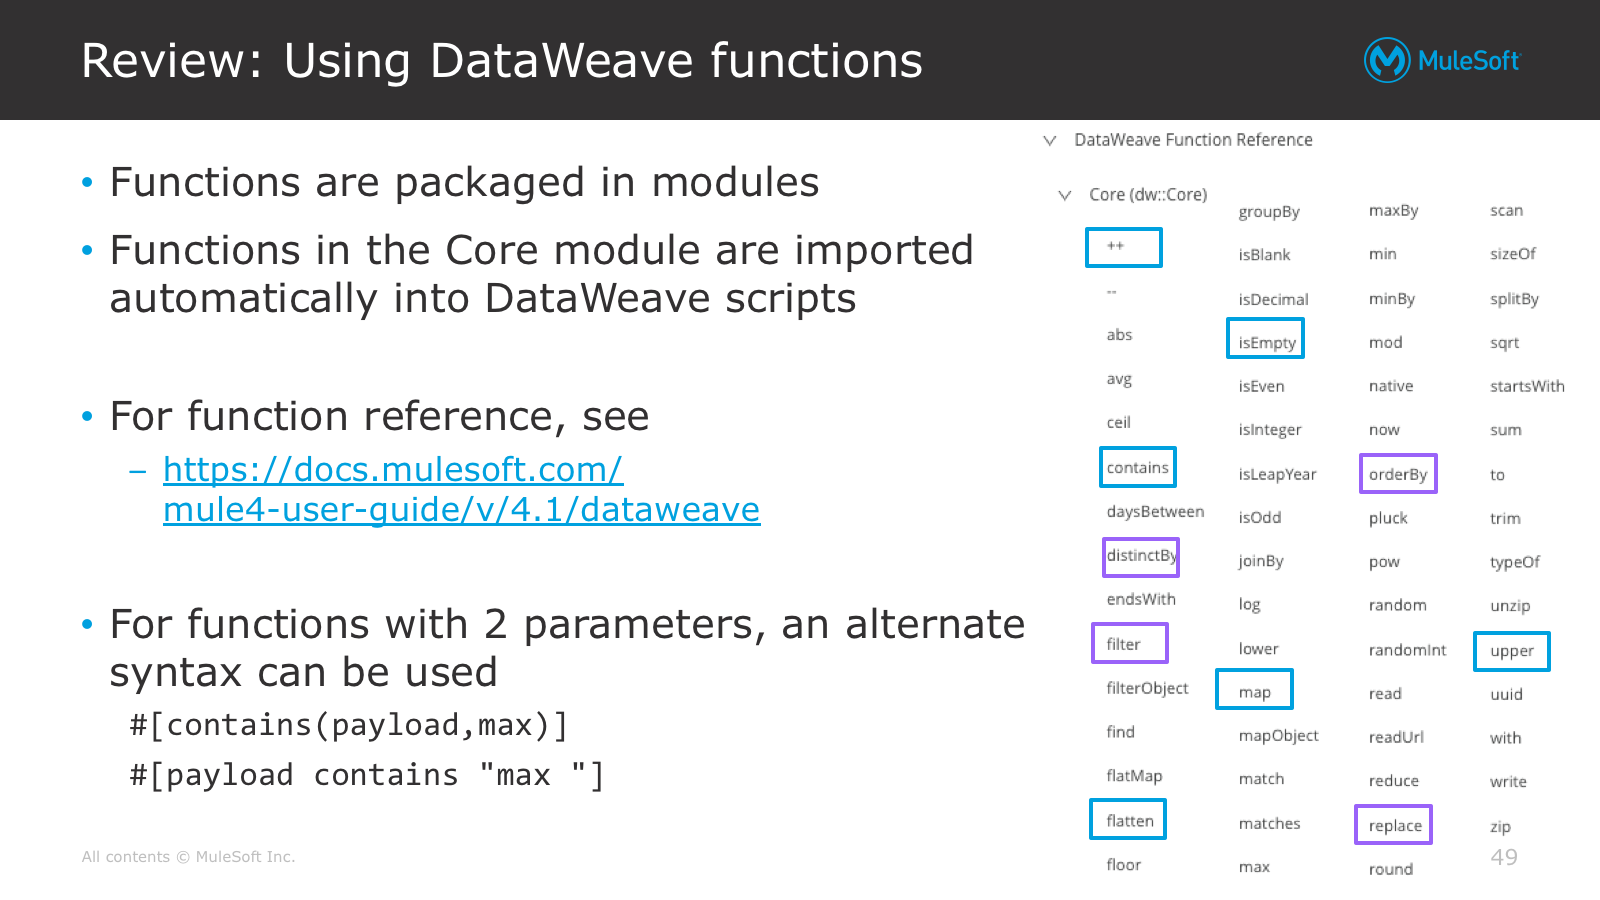 Review: Using DataWeave functions
MuleSoft
• Functions are packaged in modules
• Functions in the Core module are imported
automatically into DataWeave scripts
• For function reference, see
– https://docs.mulesoft.com/
mule4-user-guide/v/4.1/dataweave
• For functions with 2 parameters, an alternate
syntax can be used
#[contains(payload,max)]
#[payload contains "max "]
DataWeave Function Reference
Core (dw::Core)
++
--
abs
avg
ceil
contains
daysBetween
distinctBy
endsWith
filter
filterObject
find
flatMap
flatten
floor
groupBy
isBlank
isDecimal
isEmpty
isEven
isInteger
isLeapYear
isOdd
joinBy
log
lower
map
mapObject
match
matches
max
maxBy
min
minBy
mod
native
now
orderBy
pluck
pow
random
randomInt
read
readUrl
reduce
replace
round
scan
sizeOf
splitBy
sqrt
startsWith
sum
to
trim
typeOf
unzip
upper
uuid
with
write
zip
All contents © MuleSoft Inc.
49